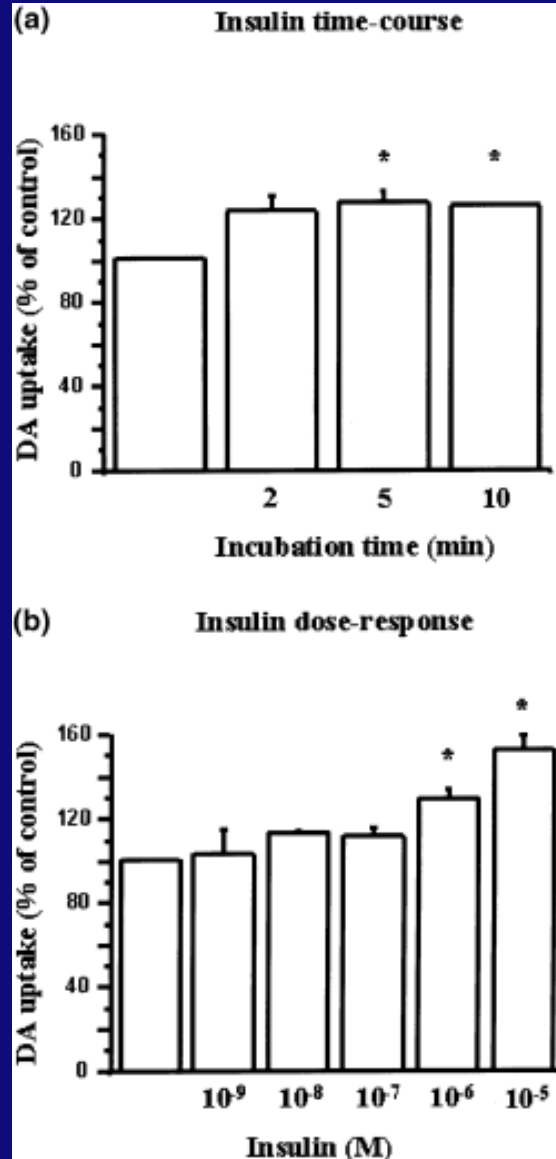 (a) Insulin time-course
DA uptake (% of control)
160
120
80
40
0
* *
2 5 10
Incubation time (min)
(b) Insulin dose-response
DA uptake (% of control)
160
120
80
40
0
* *
10⁻⁹ 10⁻⁸ 10⁻⁷ 10⁻⁶ 10⁻⁵
Insulin (M)